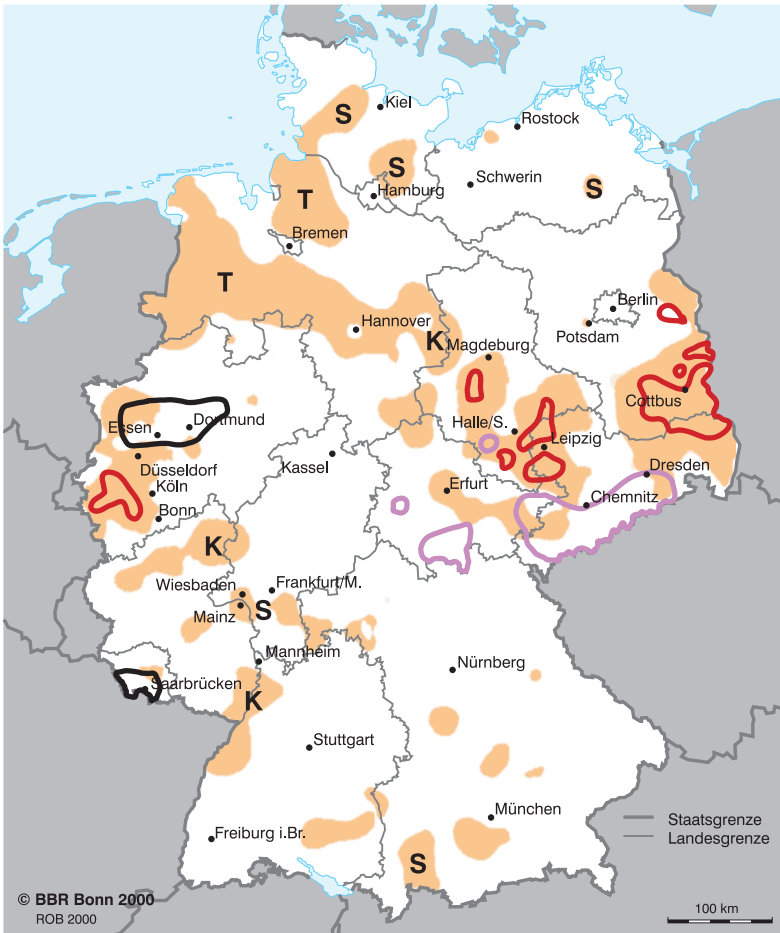 S
Kiel
Rostock
S
S
Schwerin
T
Hamburg
Bremen
T
Berlin
Hannover
K
Potsdam
Magdeburg
Cottbus
Essen
Dortmund
Halle/S.
Leipzig
Düsseldorf
Kassel
Dresden
Köln
Erfurt
Chemnitz
Bonn
K
Wiesbaden
Frankfurt/M.
Mainz
S
Mannheim
Nürnberg
Saarbrücken
K
Stuttgart
München
Staatsgrenze
Freiburg i.Br.
Landesgrenze
S
© BBR Bonn 2000
ROB 2000
100 km